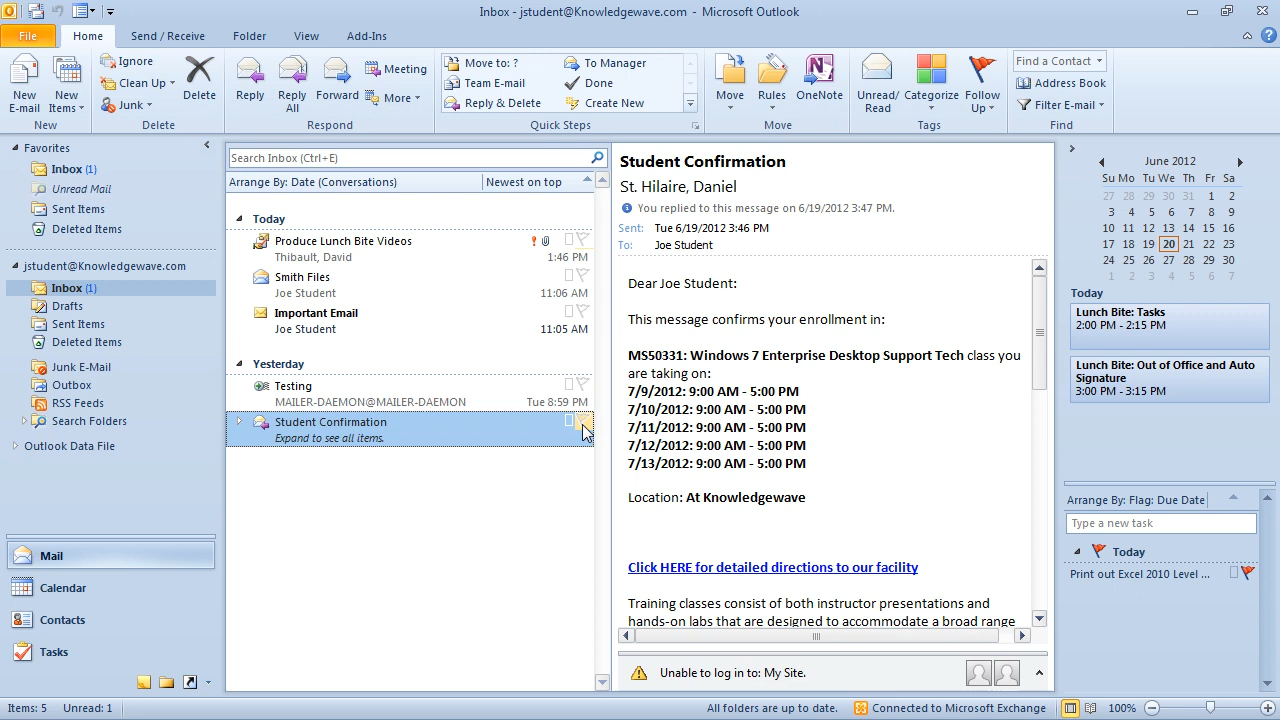 Inbox - jstudent@Knowledgewave.com - Microsoft Outlook
File Home Send / Receive Folder View Add-Ins
New E-mail
New Items
Ignore
Clean Up
Junk
Delete
Reply
Reply All
Forward
Meeting
More
Move to: ?
Team E-mail
Reply & Delete
To Manager
Done
Create New
Move
Rules
OneNote
Unread/ Read
Categorize
Follow Up
Find a Contact
Address Book
Filter E-mail
New Delete Respond Quick Steps Move Tags Find
Favorites
Inbox (1)
Unread Mail
Sent Items
Deleted Items
jstudent@Knowledgewave.com
Inbox (1)
Drafts
Sent Items
Deleted Items
Junk E-Mail
Outbox
RSS Feeds
Search Folders
Outlook Data File
Mail
Calendar
Contacts
Tasks
Search Inbox (Ctrl+E)
Arrange By: Date (Conversations) Newest on top
Today
Produce Lunch Bite Videos
Thibault, David 1:46 PM
Smith Files
Joe Student 11:06 AM
Important Email
Joe Student 11:05 AM
Yesterday
Testing
MAILER-DAEMON@MAILER-DAEMON Tue 8:59 PM
Student Confirmation
Expand to see all items.
Student Confirmation
St. Hilaire, Daniel
You replied to this message on 6/19/2012 3:47 PM.
Sent: Tue 6/19/2012 3:46 PM
To: Joe Student
Dear Joe Student:
This message confirms your enrollment in:
MS50331: Windows 7 Enterprise Desktop Support Tech class you
are taking on:
7/9/2012: 9:00 AM - 5:00 PM
7/10/2012: 9:00 AM - 5:00 PM
7/11/2012: 9:00 AM - 5:00 PM
7/12/2012: 9:00 AM - 5:00 PM
7/13/2012: 9:00 AM - 5:00 PM
Location: At Knowledgewave
Click HERE for detailed directions to our facility
Training classes consist of both instructor presentations and
hands-on labs that are designed to accommodate a broad range
Unable to log in to: My Site.
June 2012
Su Mo Tu We Th Fr Sa
27 28 29 30 31 1 2
3 4 5 6 7 8 9
10 11 12 13 14 15 16
17 18 19 20 21 22 23
24 25 26 27 28 29 30
1 2 3 4 5 6 7
Today
Lunch Bite: Tasks
2:00 PM - 2:15 PM
Lunch Bite: Out of Office and Auto
Signature
3:00 PM - 3:15 PM
Arrange By: Flag: Due Date
Type a new task
Today
Print out Excel 2010 Level ...
Items: 5 Unread: 1 All folders are up to date. Connected to Microsoft Exchange 100%